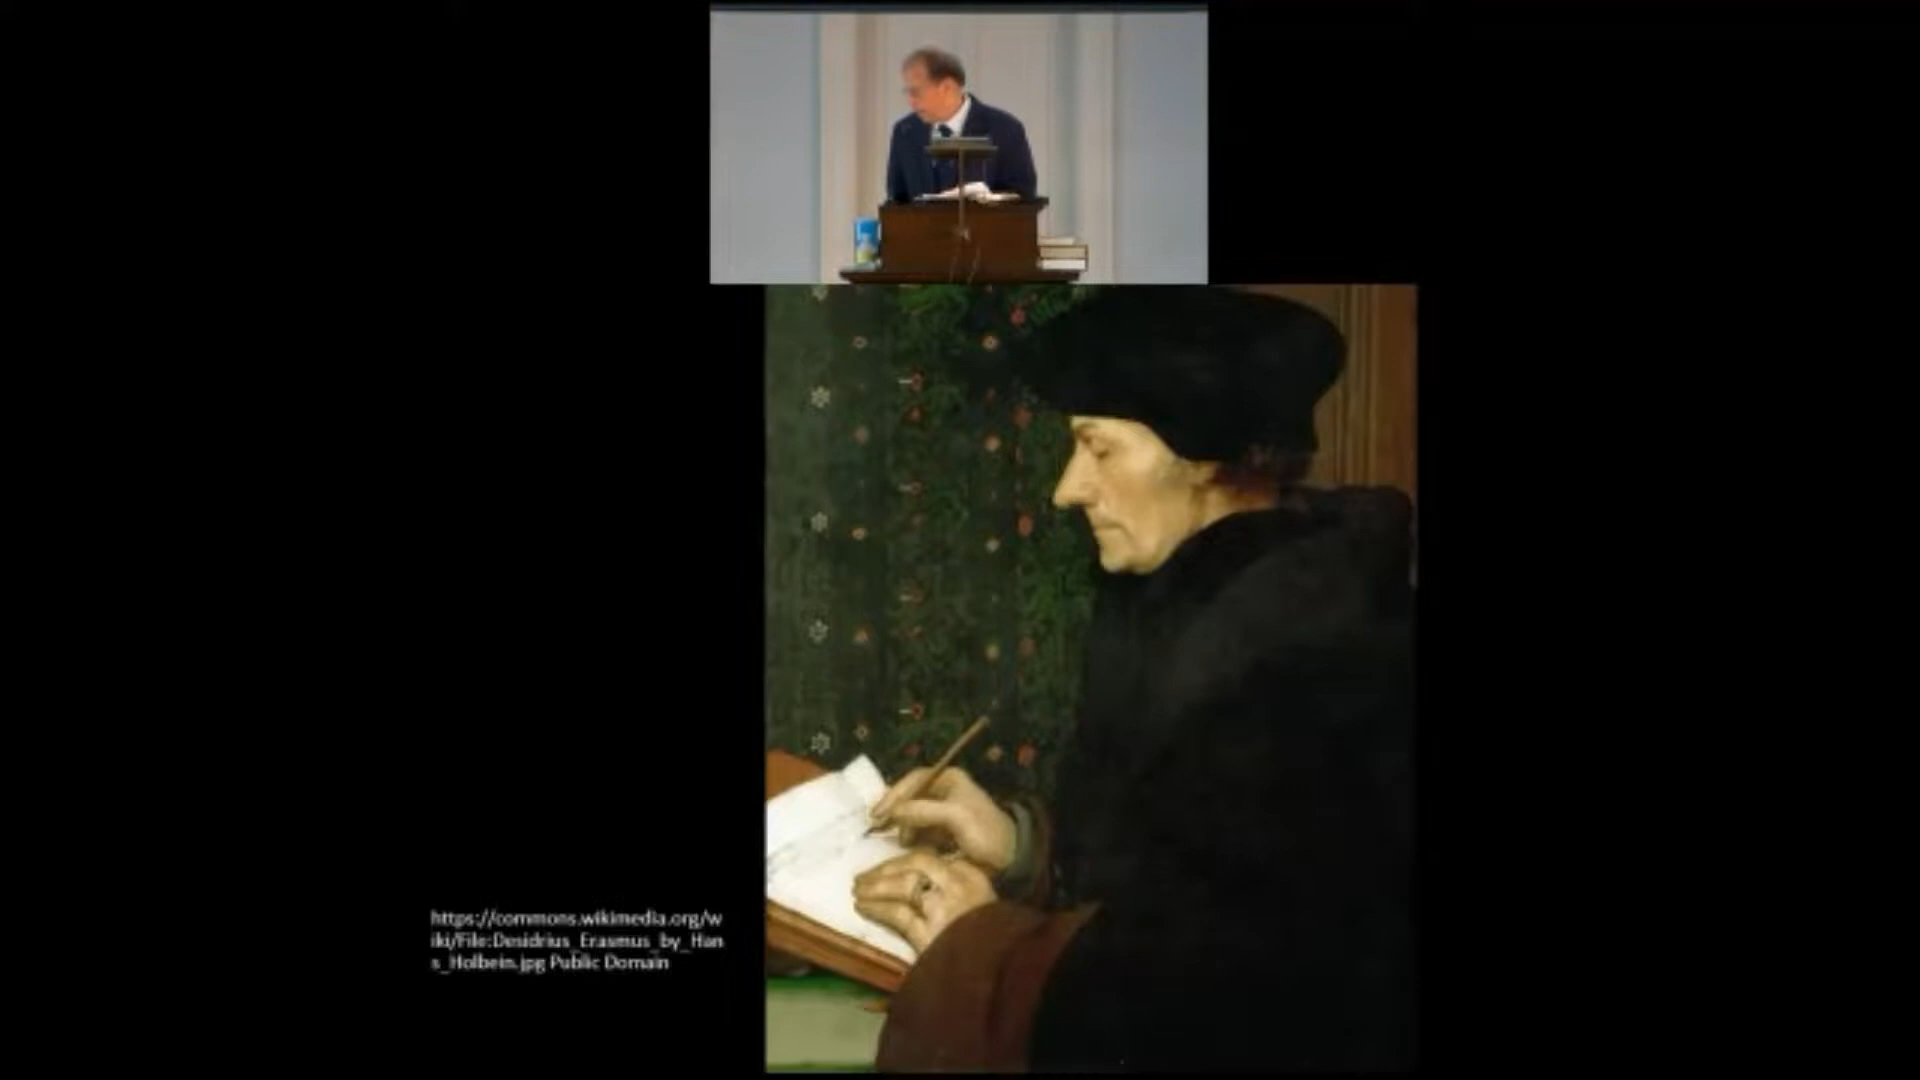 https://commons.wikimedia.org/w
iki/File:Desidrius_Erasmus_by_Han
s_Holbein.jpg Public Domain